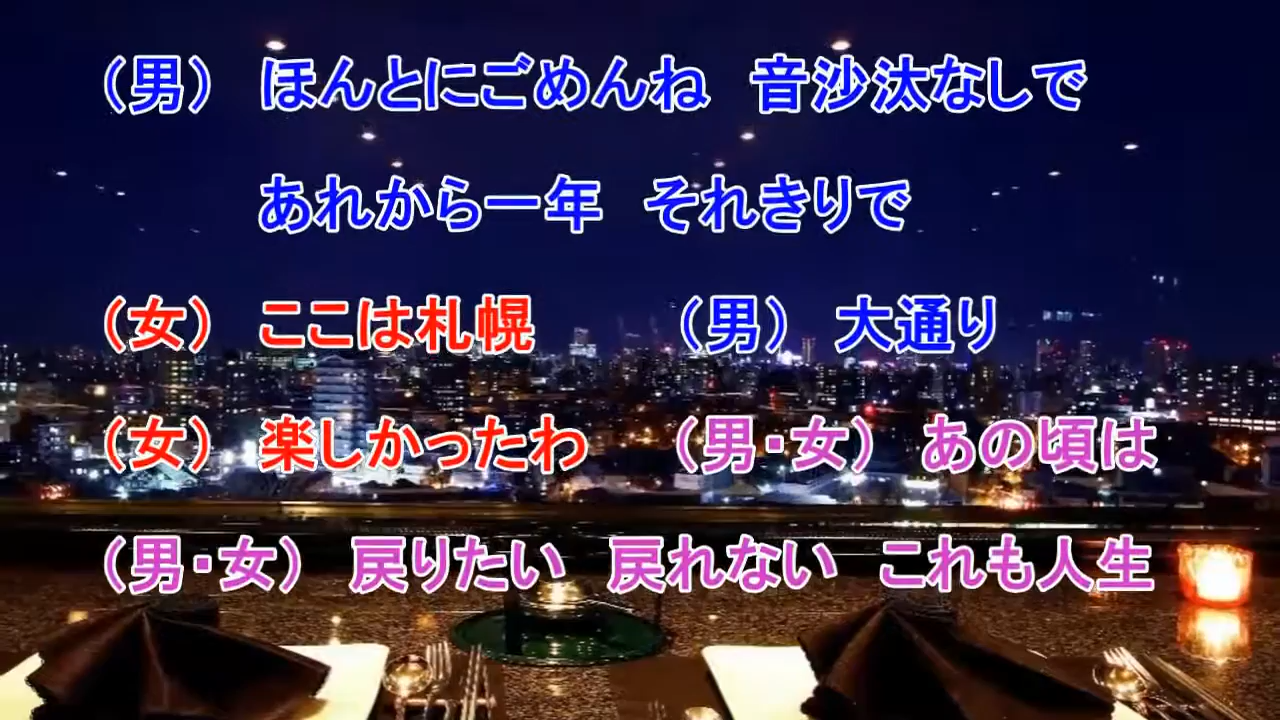 （男）　ほんとにごめんね　音沙汰なしで
あれから一年　それきりで
（女）　ここは札幌　（男）　大通り
（女）　楽しかったわ　（男・女）　あの頃は
（男・女）　戻りたい　戻れない　これも人生